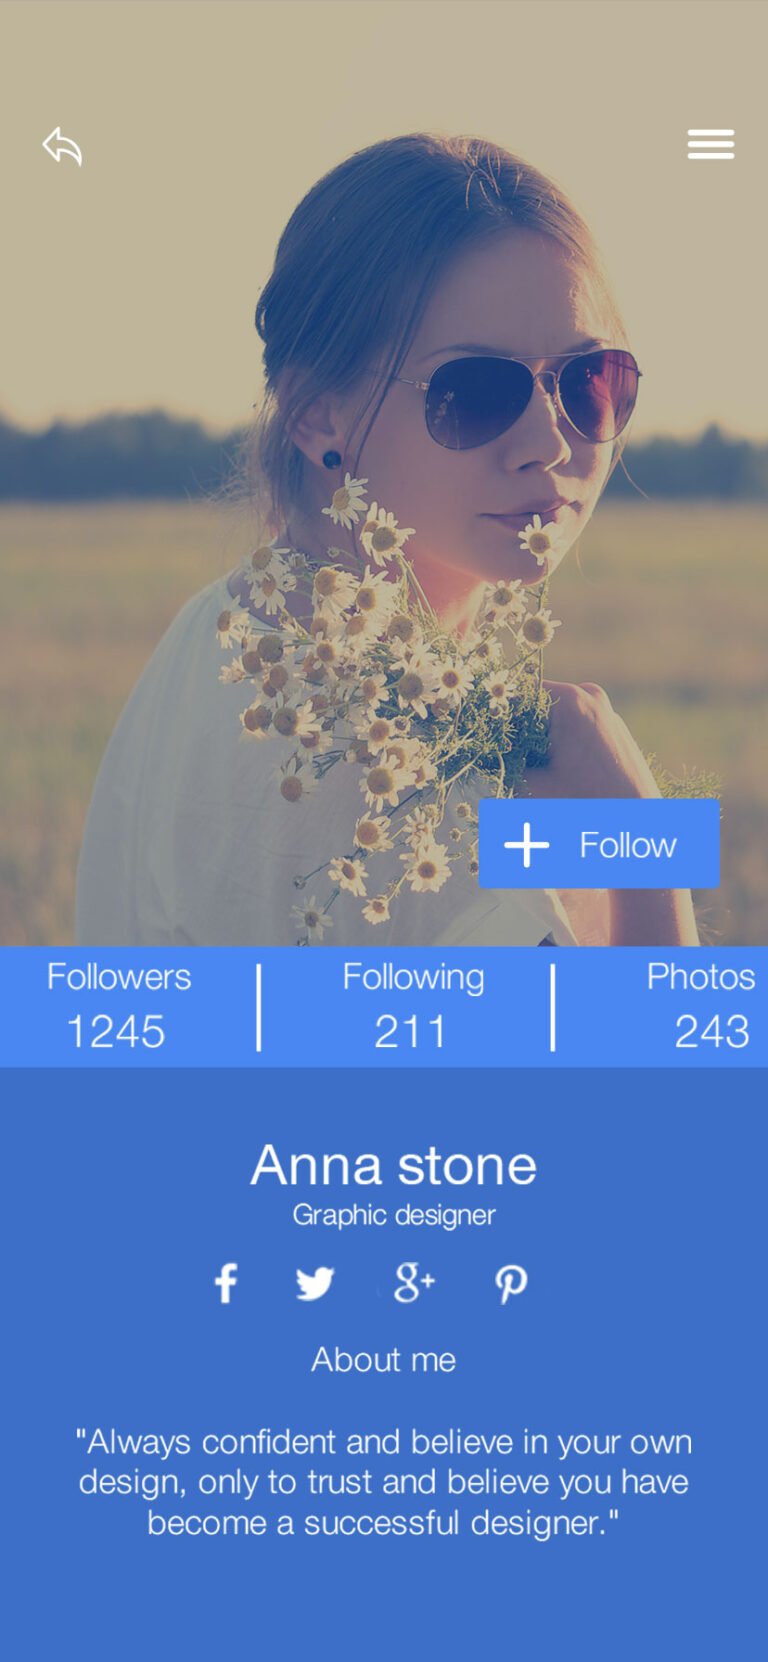 Follow
Followers Following Photos
1245 211 243
Anna stone
Graphic designer
f g+
About me
"Always confident and believe in your own
design, only to trust and believe you have
become a successful designer."